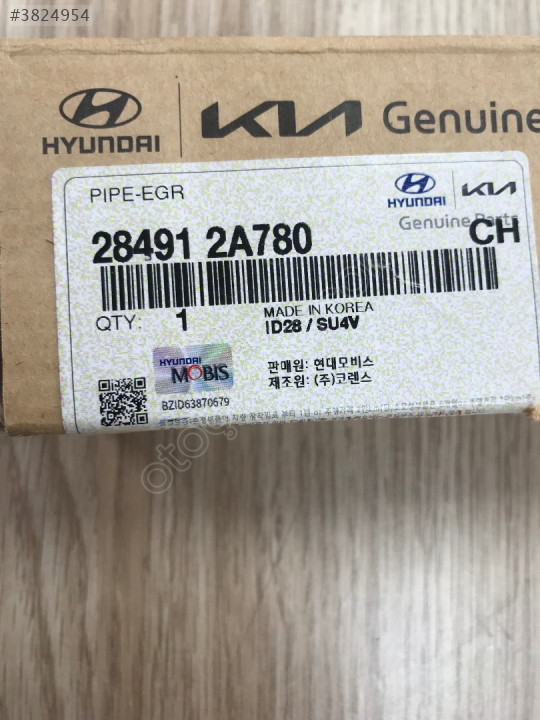 #3824954
HYUNDAI KIA Genuine
PIPE-EGR
HYUNDAI KIA
Genuine Parts
28491 2A780 CH
QTY: 1
MADE IN KOREA
ID28 / SU4V
HYUNDAI
MOBIS
BZID63870679
판매원: 현대모비스
제조원: (주)코렌스